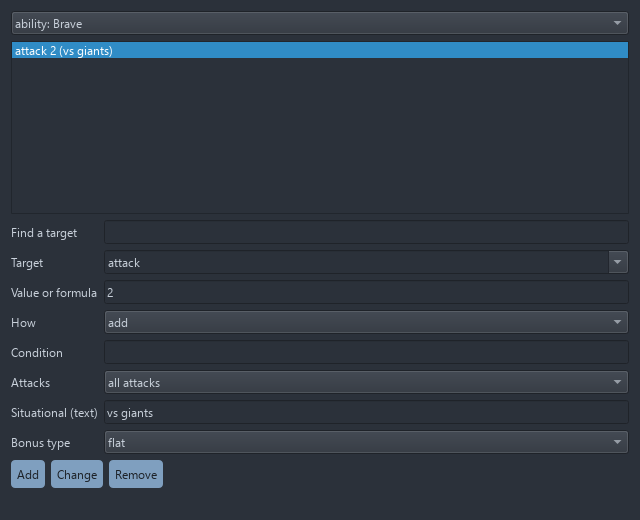 ability: Brave
attack 2 (vs giants)
Find a target
Target attack
Value or formula 2
How add
Condition
Attacks all attacks
Situational (text) vs giants
Bonus type flat
Add Change Remove